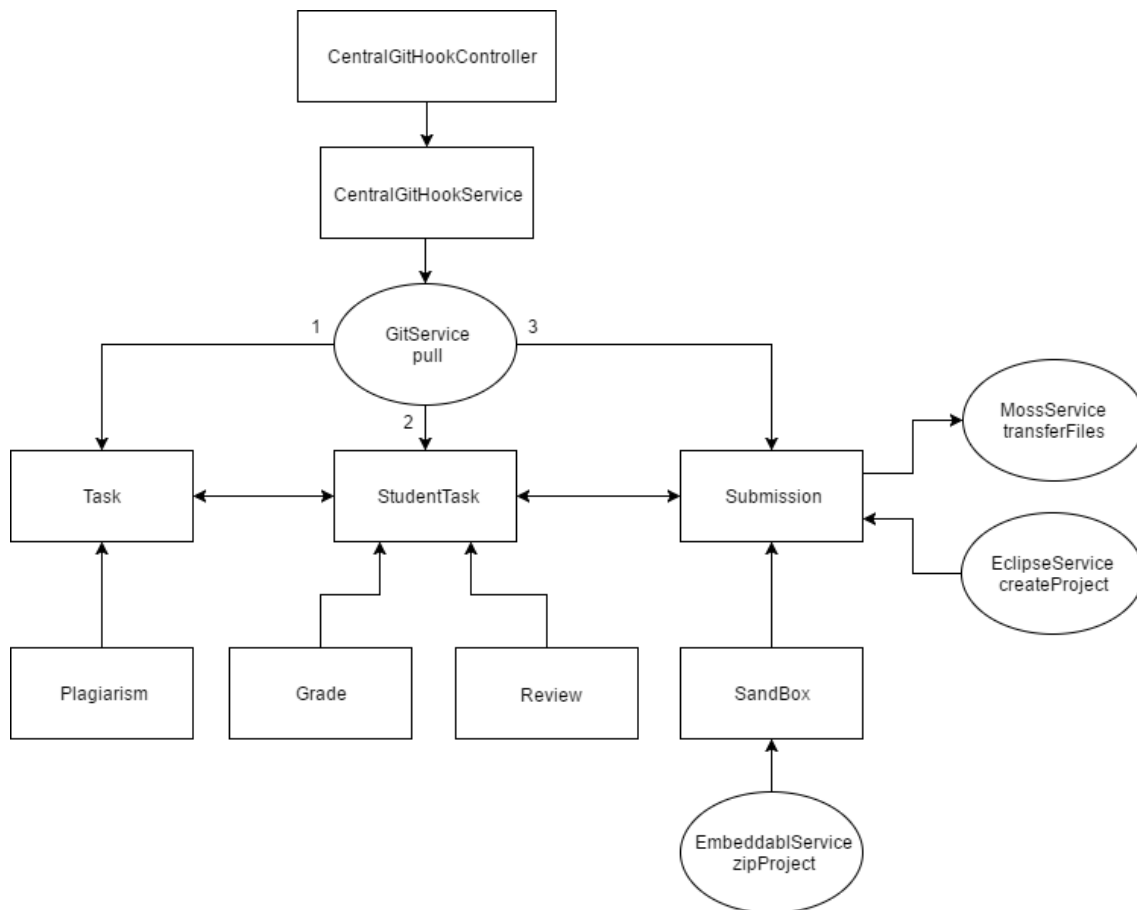 CentralGitHookController
CentralGitHookService
1
GitService
pull
3
2
MossService
transferFiles
Task
StudentTask
Submission
EclipseService
createProject
Plagiarism
Grade
Review
SandBox
EmbeddablService
zipProject